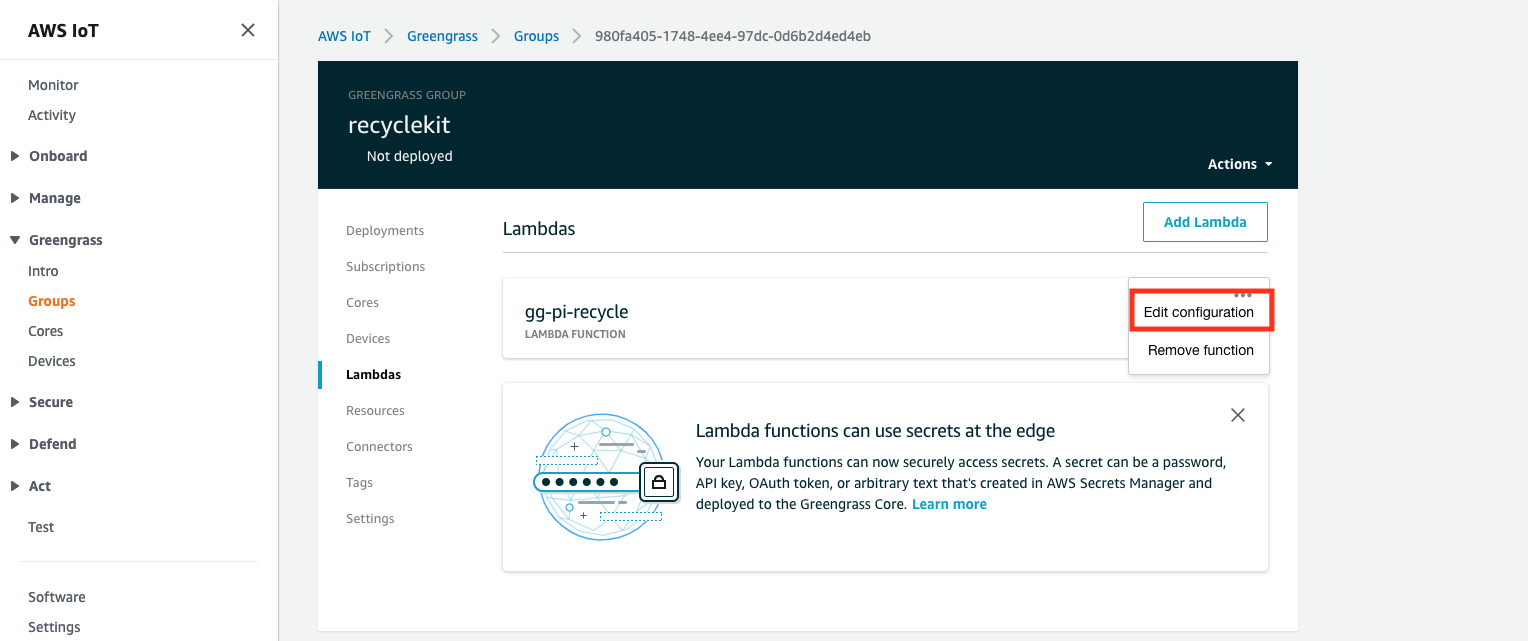 AWS IoT
Monitor
Activity
Onboard
Manage
Greengrass
Intro
Groups
Cores
Devices
Secure
Defend
Act
Test
Software
Settings
AWS IoT Greengrass Groups 980fa405-1748-4ee4-97dc-0d6b2d4ed4eb
GREENGRASS GROUP
recyclekit
Not deployed
Actions
Deployments
Subscriptions
Cores
Devices
Lambdas
Resources
Connectors
Tags
Settings
Lambdas
Add Lambda
gg-pi-recycle
LAMBDA FUNCTION
Edit configuration
Remove function
Lambda functions can use secrets at the edge
Your Lambda functions can now securely access secrets. A secret can be a password,
API key, OAuth token, or arbitrary text that's created in AWS Secrets Manager and
deployed to the Greengrass Core. Learn more